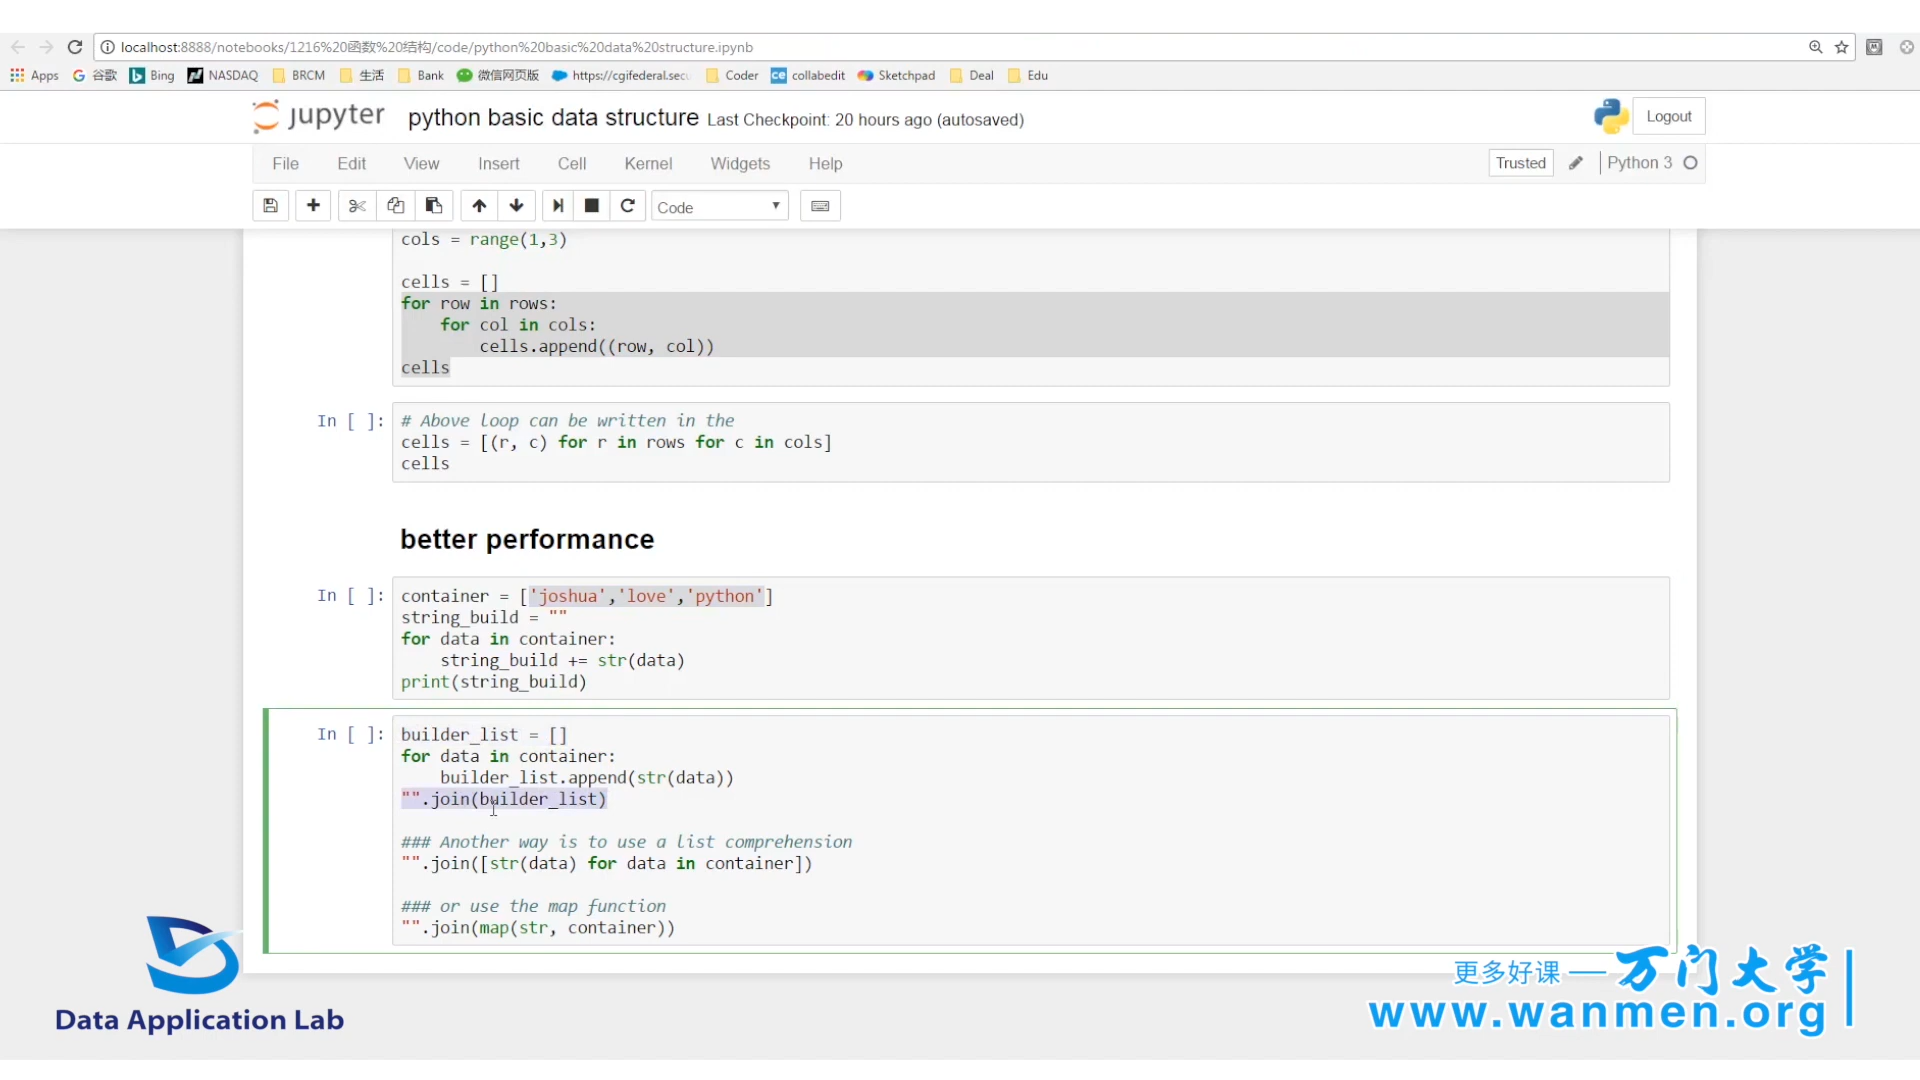 localhost:8888/notebooks/1216%20函数%20结构/code/python%20basic%20data%20structure.ipynb
Apps 谷歌 Bing NASDAQ BRCM 生活 Bank 微信网页版 https://cgifederal.secu Coder collabedit Sketchpad Deal Edu
jupyter python basic data structure Last Checkpoint: 20 hours ago (autosaved) Logout
File Edit View Insert Cell Kernel Widgets Help Trusted Python 3
Code
cols = range(1,3)
cells = []
for row in rows:
for col in cols:
cells.append((row, col))
cells
In [ ]: # Above loop can be written in the
cells = [(r, c) for r in rows for c in cols]
cells
better performance
In [ ]: container = ['joshua','love','python']
string_build = ""
for data in container:
string_build += str(data)
print(string_build)
In [ ]: builder_list = []
for data in container:
builder_list.append(str(data))
"".join(builder_list)
### Another way is to use a list comprehension
"".join([str(data) for data in container])
### or use the map function
"".join(map(str, container))
Data Application Lab
更多好课 —— 万门大学
www.wanmen.org